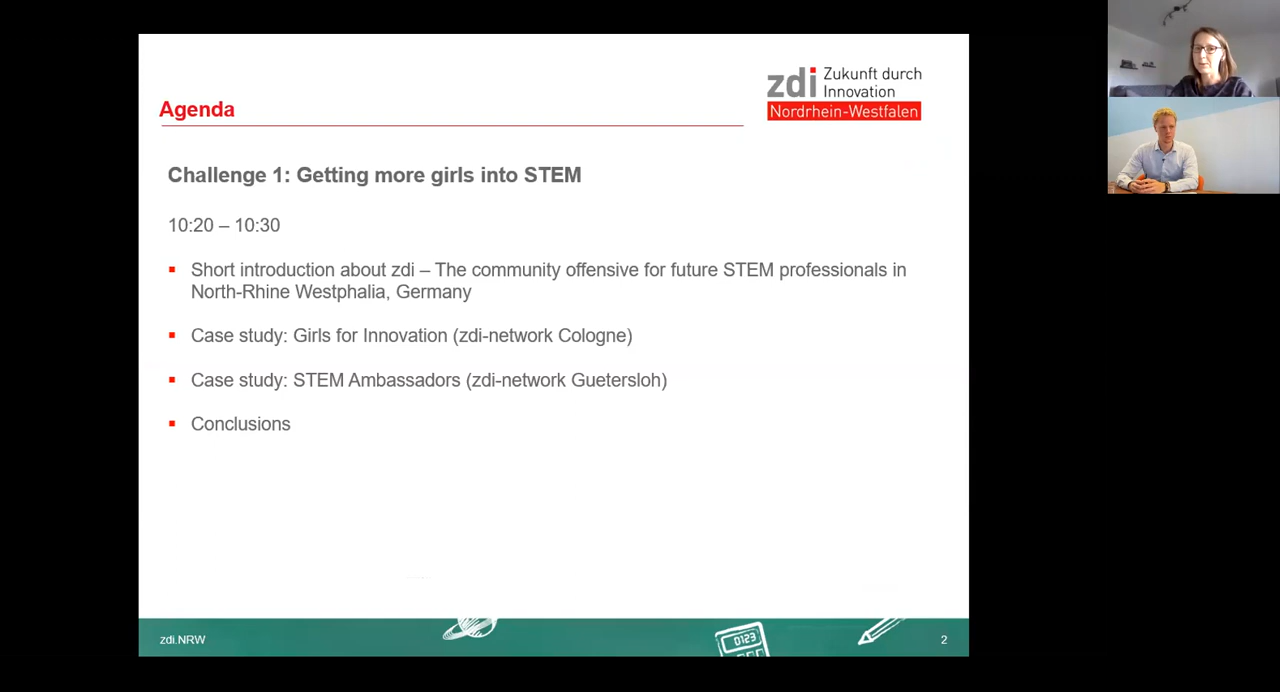 Agenda
zdi Zukunft durch
Innovation
Nordrhein-Westfalen
Challenge 1: Getting more girls into STEM
10:20 – 10:30
Short introduction about zdi – The community offensive for future STEM professionals in
North-Rhine Westphalia, Germany
Case study: Girls for Innovation (zdi-network Cologne)
Case study: STEM Ambassadors (zdi-network Guetersloh)
Conclusions
zdi.NRW
0123
2